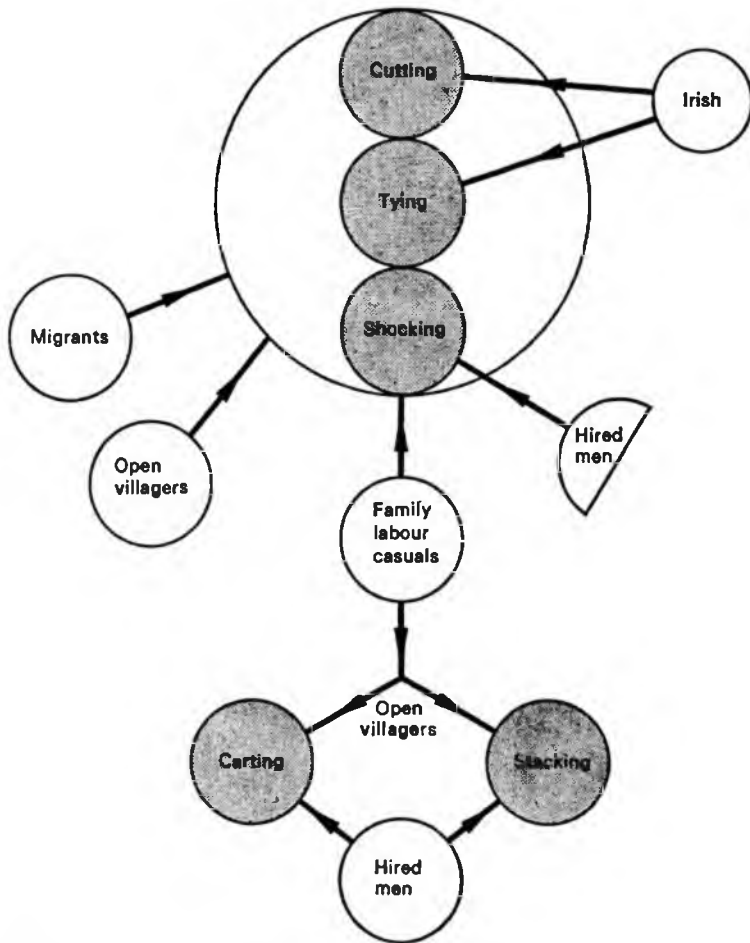 Cutting
Irish
Tying
Shocking
Migrants
Hired
men
Open
villagers
Family
labour
casuals
Open
villagers
Carting
Stacking
Hired
men